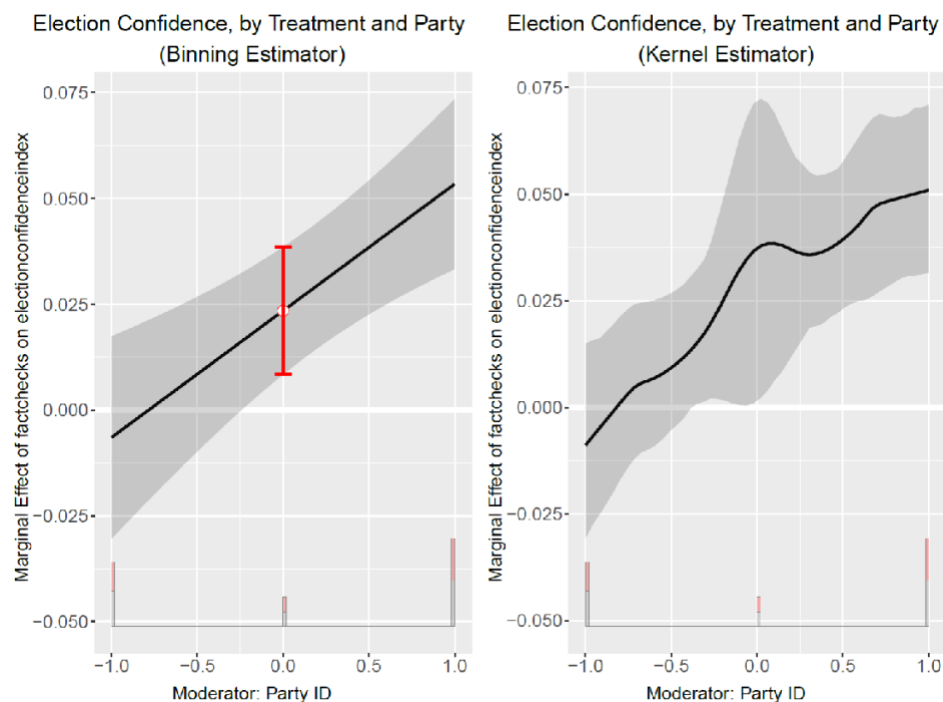 Election Confidence, by Treatment and Party
(Binning Estimator)
Marginal Effect of factchecks on electionconfidenceindex
0.075
0.050
0.025
0.000
−0.025
−0.050
−1.0 −0.5 0.0 0.5 1.0
Moderator: Party ID
Election Confidence, by Treatment and Party
(Kernel Estimator)
Marginal Effect of factchecks on electionconfidenceindex
0.075
0.050
0.025
0.000
−0.025
−0.050
−1.0 −0.5 0.0 0.5 1.0
Moderator: Party ID